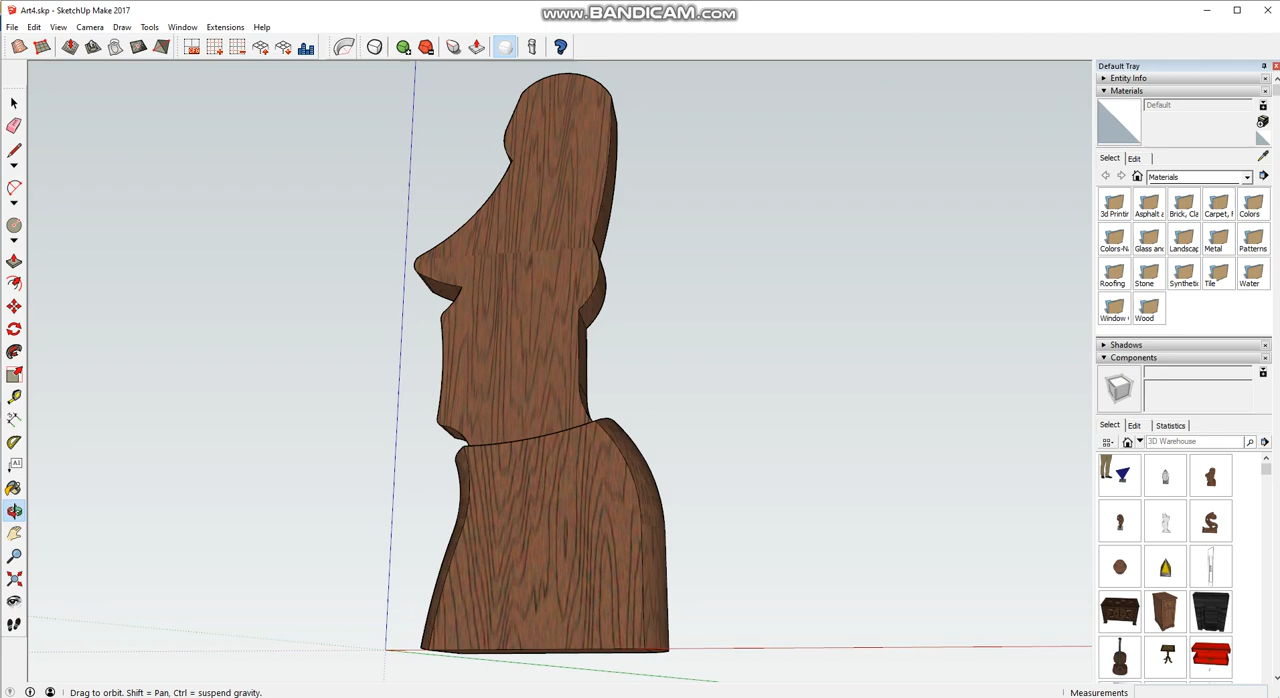 Art4.skp - SketchUp Make 2017
www.BANDICAM.com
File Edit View Camera Draw Tools Window Extensions Help
Default Tray
Entity Info
Materials
Default
Select Edit
Materials
3d Printin Asphalt a Brick, Cla Carpet, F Colors
Colors-Na Glass and Landscap Metal Patterns
Roofing Stone Synthetic Tile Water
Window Wood
Shadows
Components
Select Edit Statistics
3D Warehouse
A1
Drag to orbit. Shift = Pan, Ctrl = suspend gravity.
Measurements